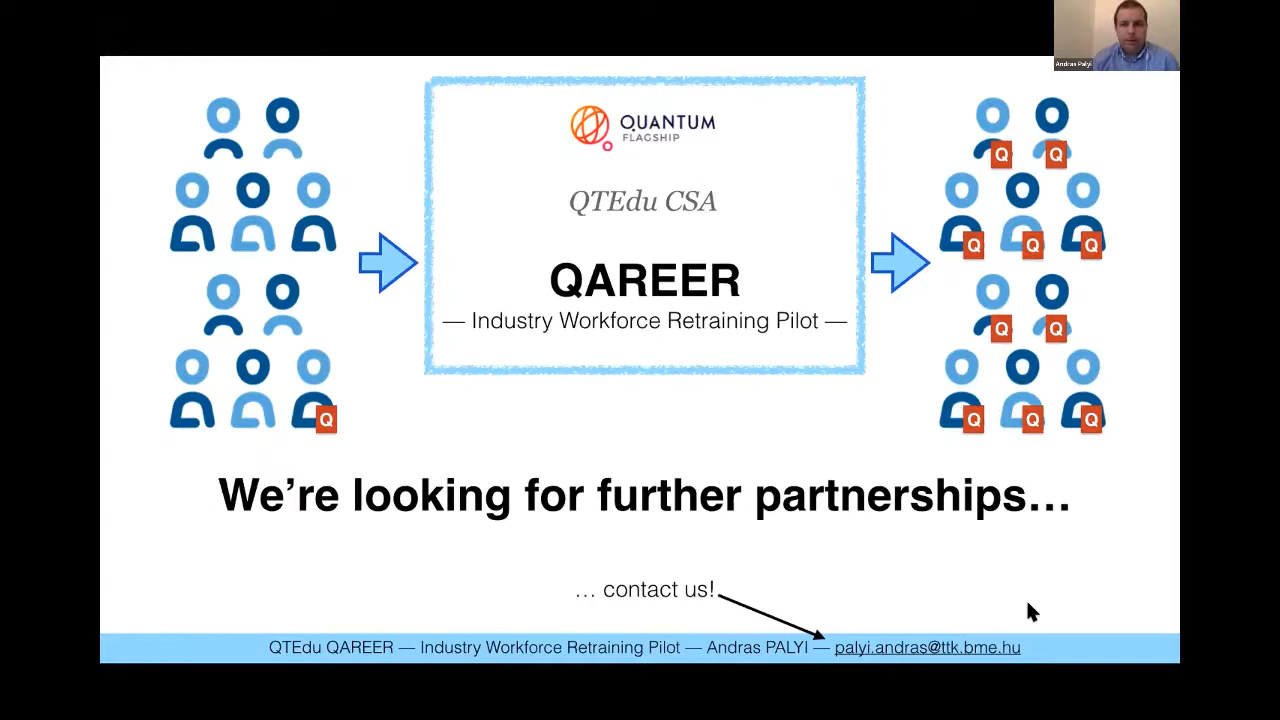 Andras Palyi
QUANTUM
FLAGSHIP
QTEdu CSA
QAREER
— Industry Workforce Retraining Pilot —
Q Q
Q Q Q
Q Q
Q
Q Q Q
We’re looking for further partnerships…
… contact us!
QTEdu QAREER — Industry Workforce Retraining Pilot — Andras PALYI — palyi.andras@ttk.bme.hu